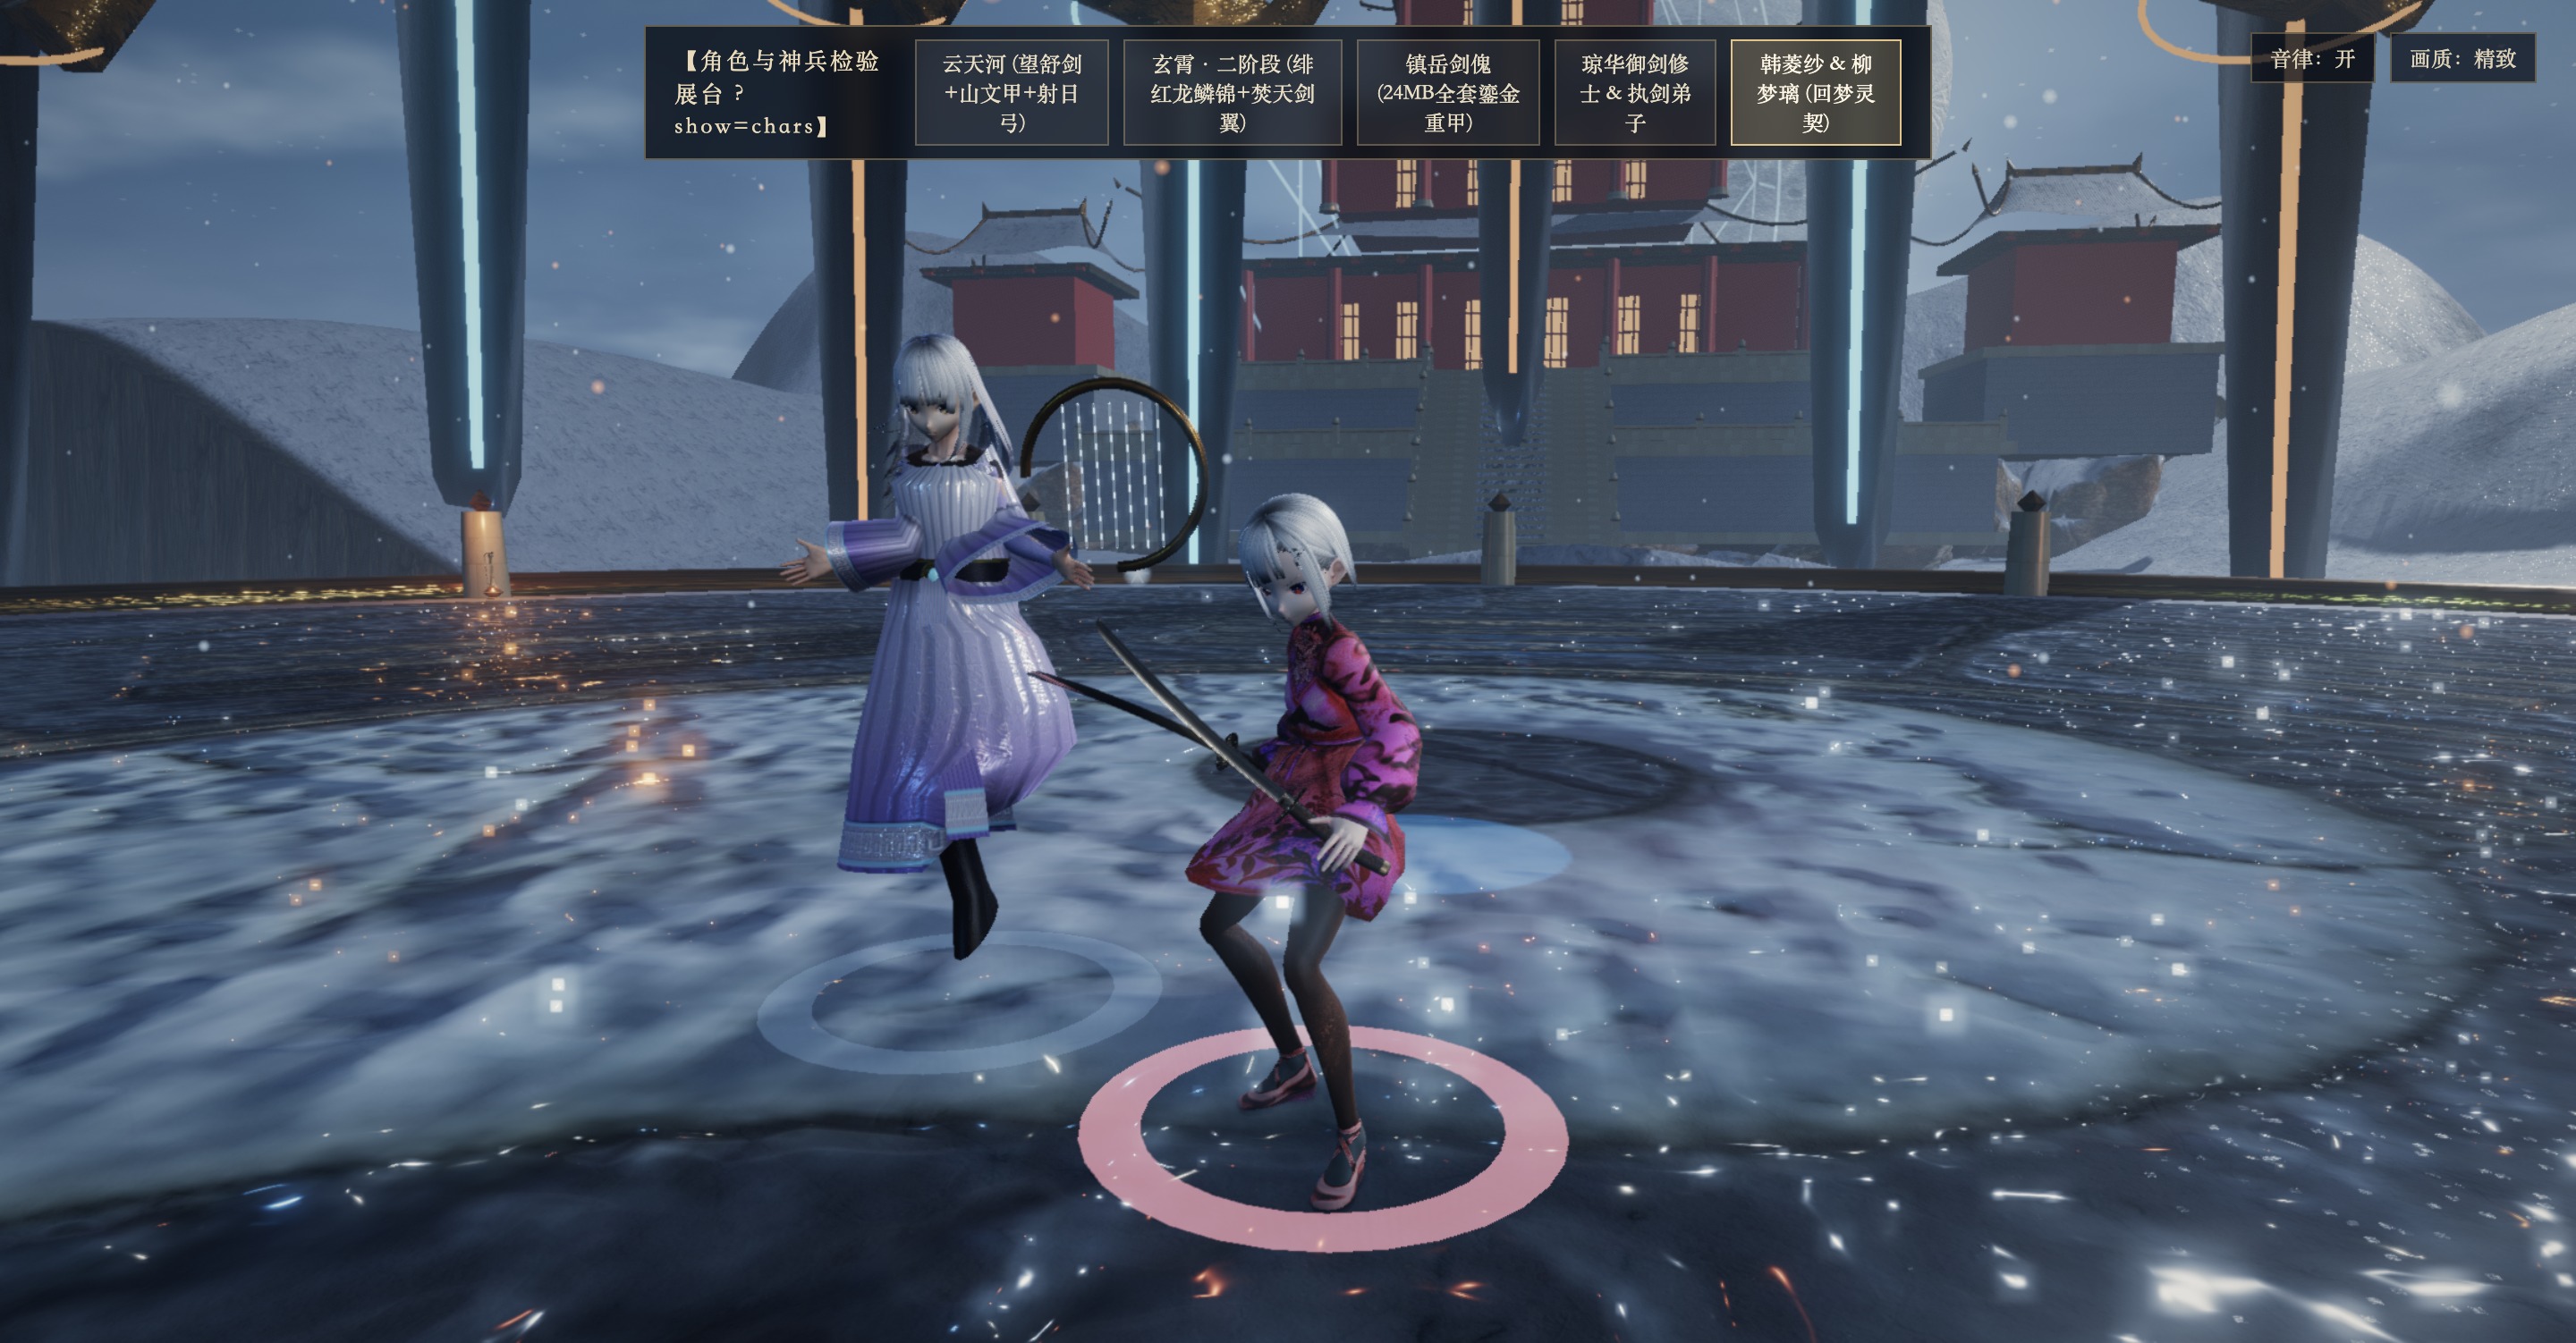 【角色与神兵检验
展台 ?
show=chars】
云天河 (望舒剑
+山文甲+射日
弓)
玄霄 · 二阶段 (绯
红龙鳞锦+焚天剑
翼)
镇岳剑傀
(24MB全套鎏金
重甲)
琼华御剑修
士 & 执剑弟
子
韩菱纱 & 柳
梦璃 (回梦灵
契)
音律：开
画质：精致